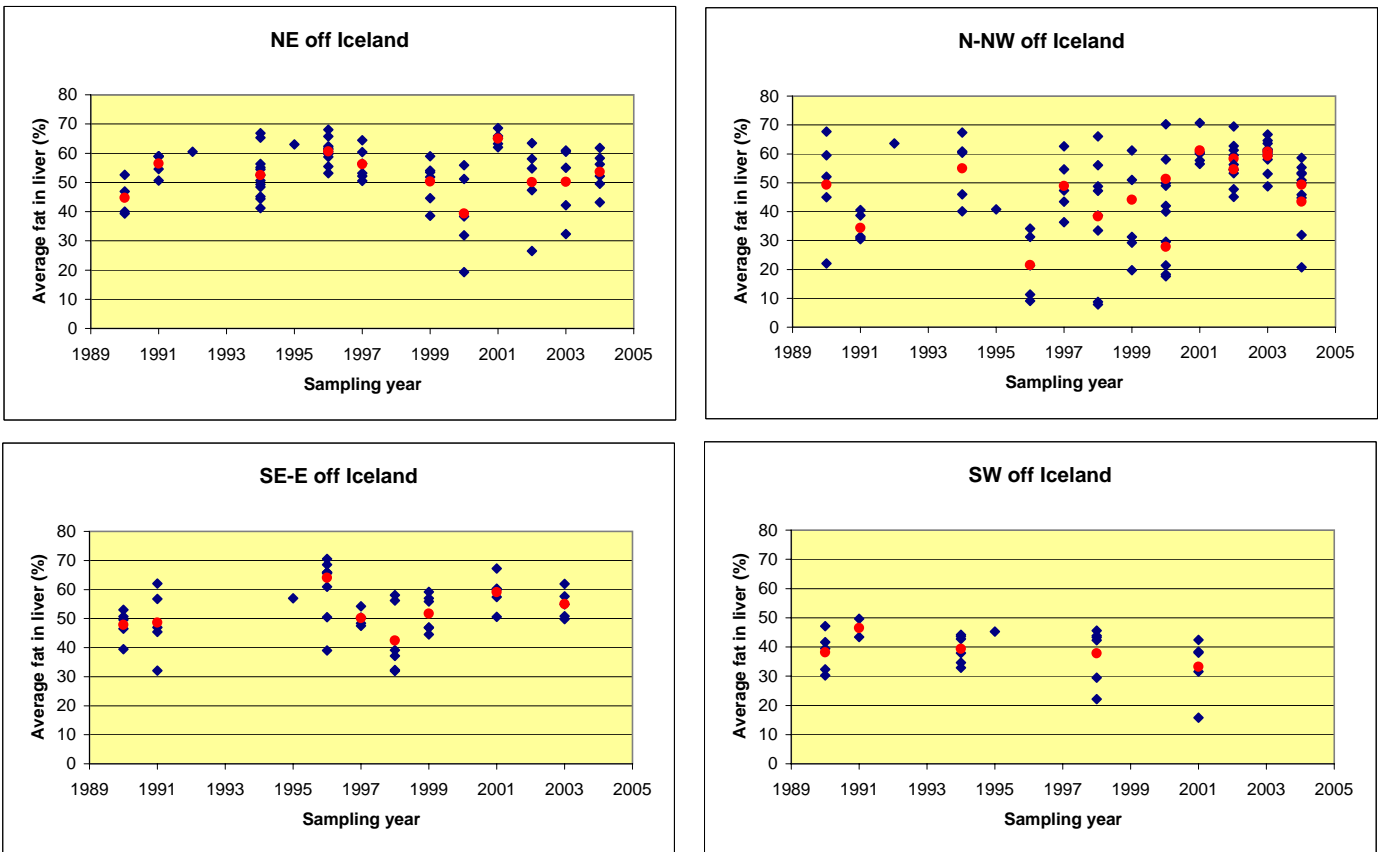 NE off Iceland
Average fat in liver (%)
80
70
60
50
40
30
20
10
0
1989 1991 1993 1995 1997 1999 2001 2003 2005
Sampling year
N-NW off Iceland
Average fat in liver (%)
80
70
60
50
40
30
20
10
0
1989 1991 1993 1995 1997 1999 2001 2003 2005
Sampling year
SE-E off Iceland
Average fat in liver (%)
80
70
60
50
40
30
20
10
0
1989 1991 1993 1995 1997 1999 2001 2003 2005
Sampling year
SW off Iceland
Average fat in liver (%)
80
70
60
50
40
30
20
10
0
1989 1991 1993 1995 1997 1999 2001 2003 2005
Sampling year